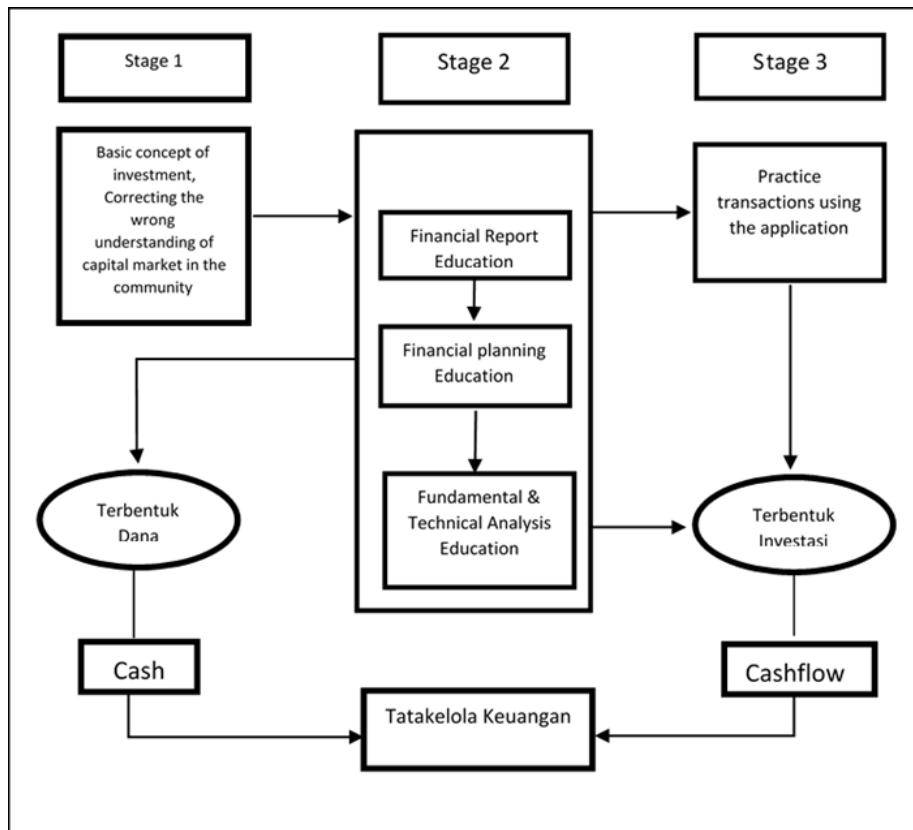 Stage 1
Stage 2
Stage 3
Basic concept of
investment,
Correcting the
wrong
understanding of
capital market in the
community
Financial Report
Education
Financial planning
Education
Fundamental &
Technical Analysis
Education
Practice
transactions using
the application
Terbentuk
Dana
Terbentuk
Investasi
Cash
Cashflow
Tatakelola Keuangan